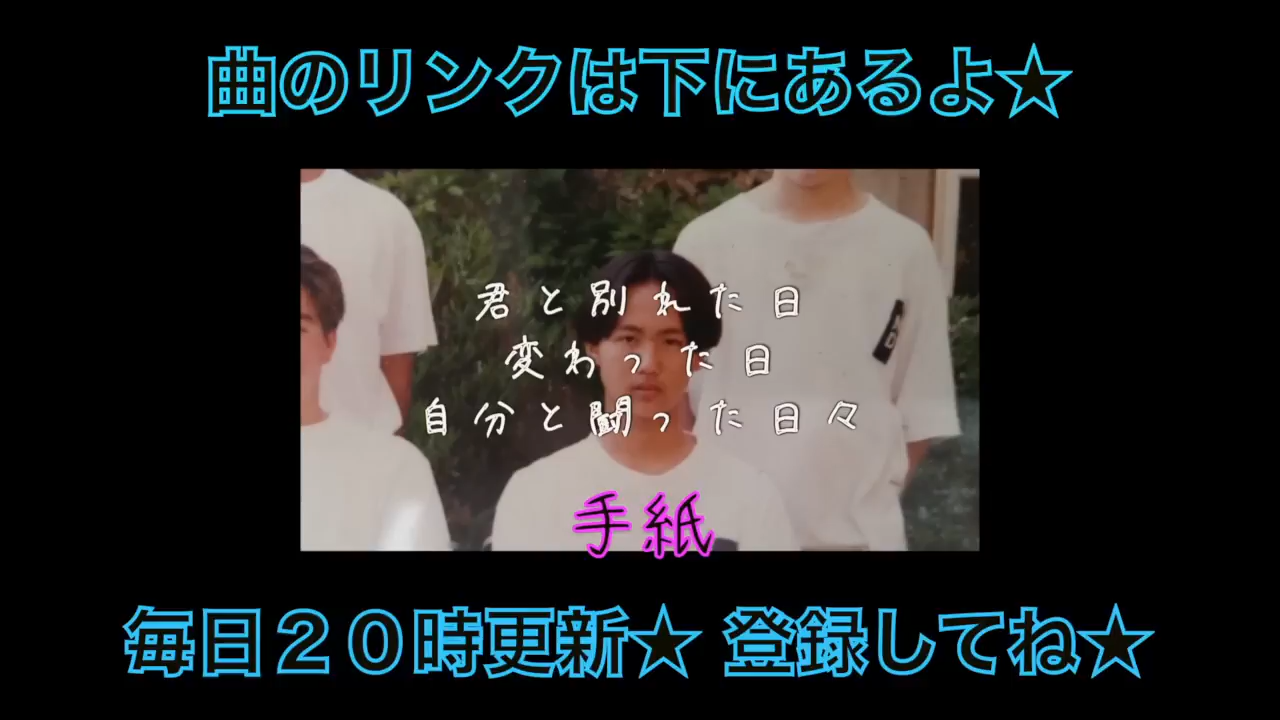 曲のリンクは下にあるよ★
君と別れた日
変わった日
自分と闘った日々
手紙
毎日２０時更新★ 登録してね★